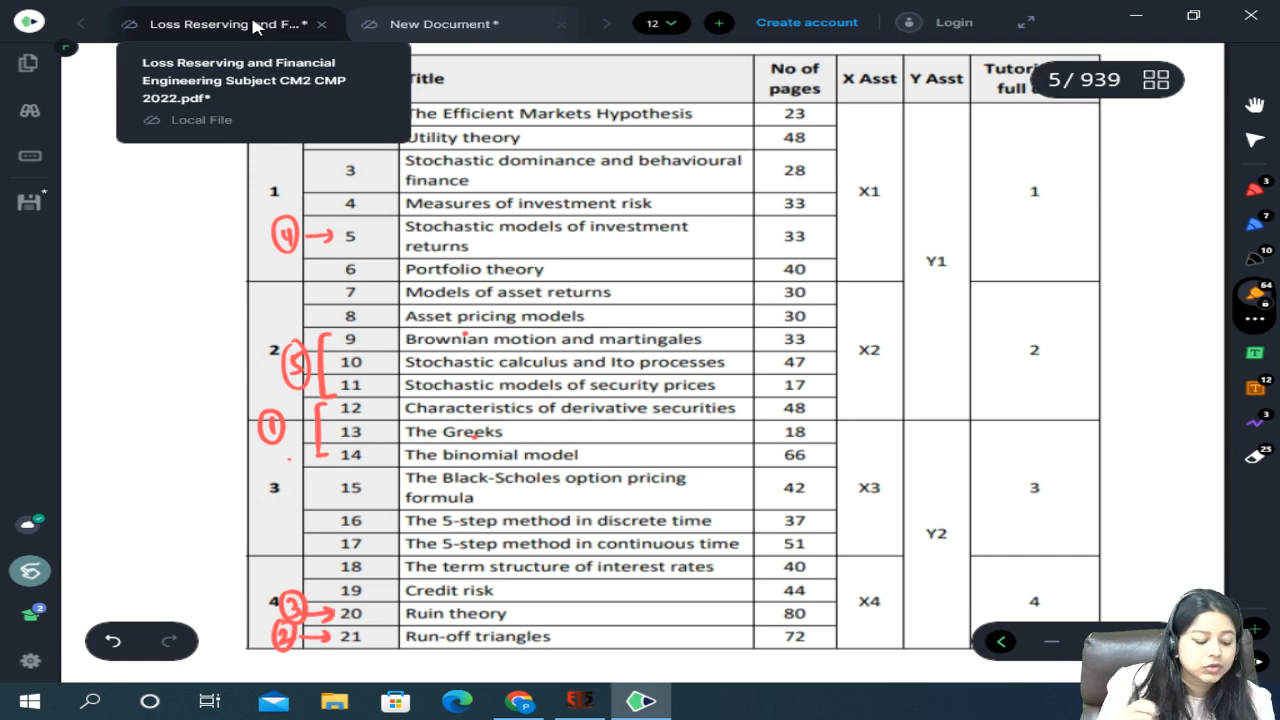 Loss Reserving and F... *
New Document *
12
Create account
Login
Loss Reserving and Financial
Engineering Subject CM2 CMP
2022.pdf*
Local File
5 / 939
Title
No of
pages
X Asst
Y Asst
full
The Efficient Markets Hypothesis
23
Utility theory
48
3
Stochastic dominance and behavioural
finance
28
4
Measures of investment risk
33
④ → 5
Stochastic models of investment
returns
33
6
Portfolio theory
40
1
X1
Y1
1
7
Models of asset returns
30
8
Asset pricing models
30
9
Brownian motion and martingales
33
10
Stochastic calculus and Ito processes
47
11
Stochastic models of security prices
17
12
Characteristics of derivative securities
48
2
⑤
X2
2
①
13
The Greeks
18
14
The binomial model
66
15
The Black-Scholes option pricing
formula
42
16
The 5-step method in discrete time
37
17
The 5-step method in continuous time
51
3
X3
Y2
3
18
The term structure of interest rates
40
19
Credit risk
44
③ → 20
Ruin theory
80
② → 21
Run-off triangles
72
4
X4
4
3
7
10
64
12
3
25
2